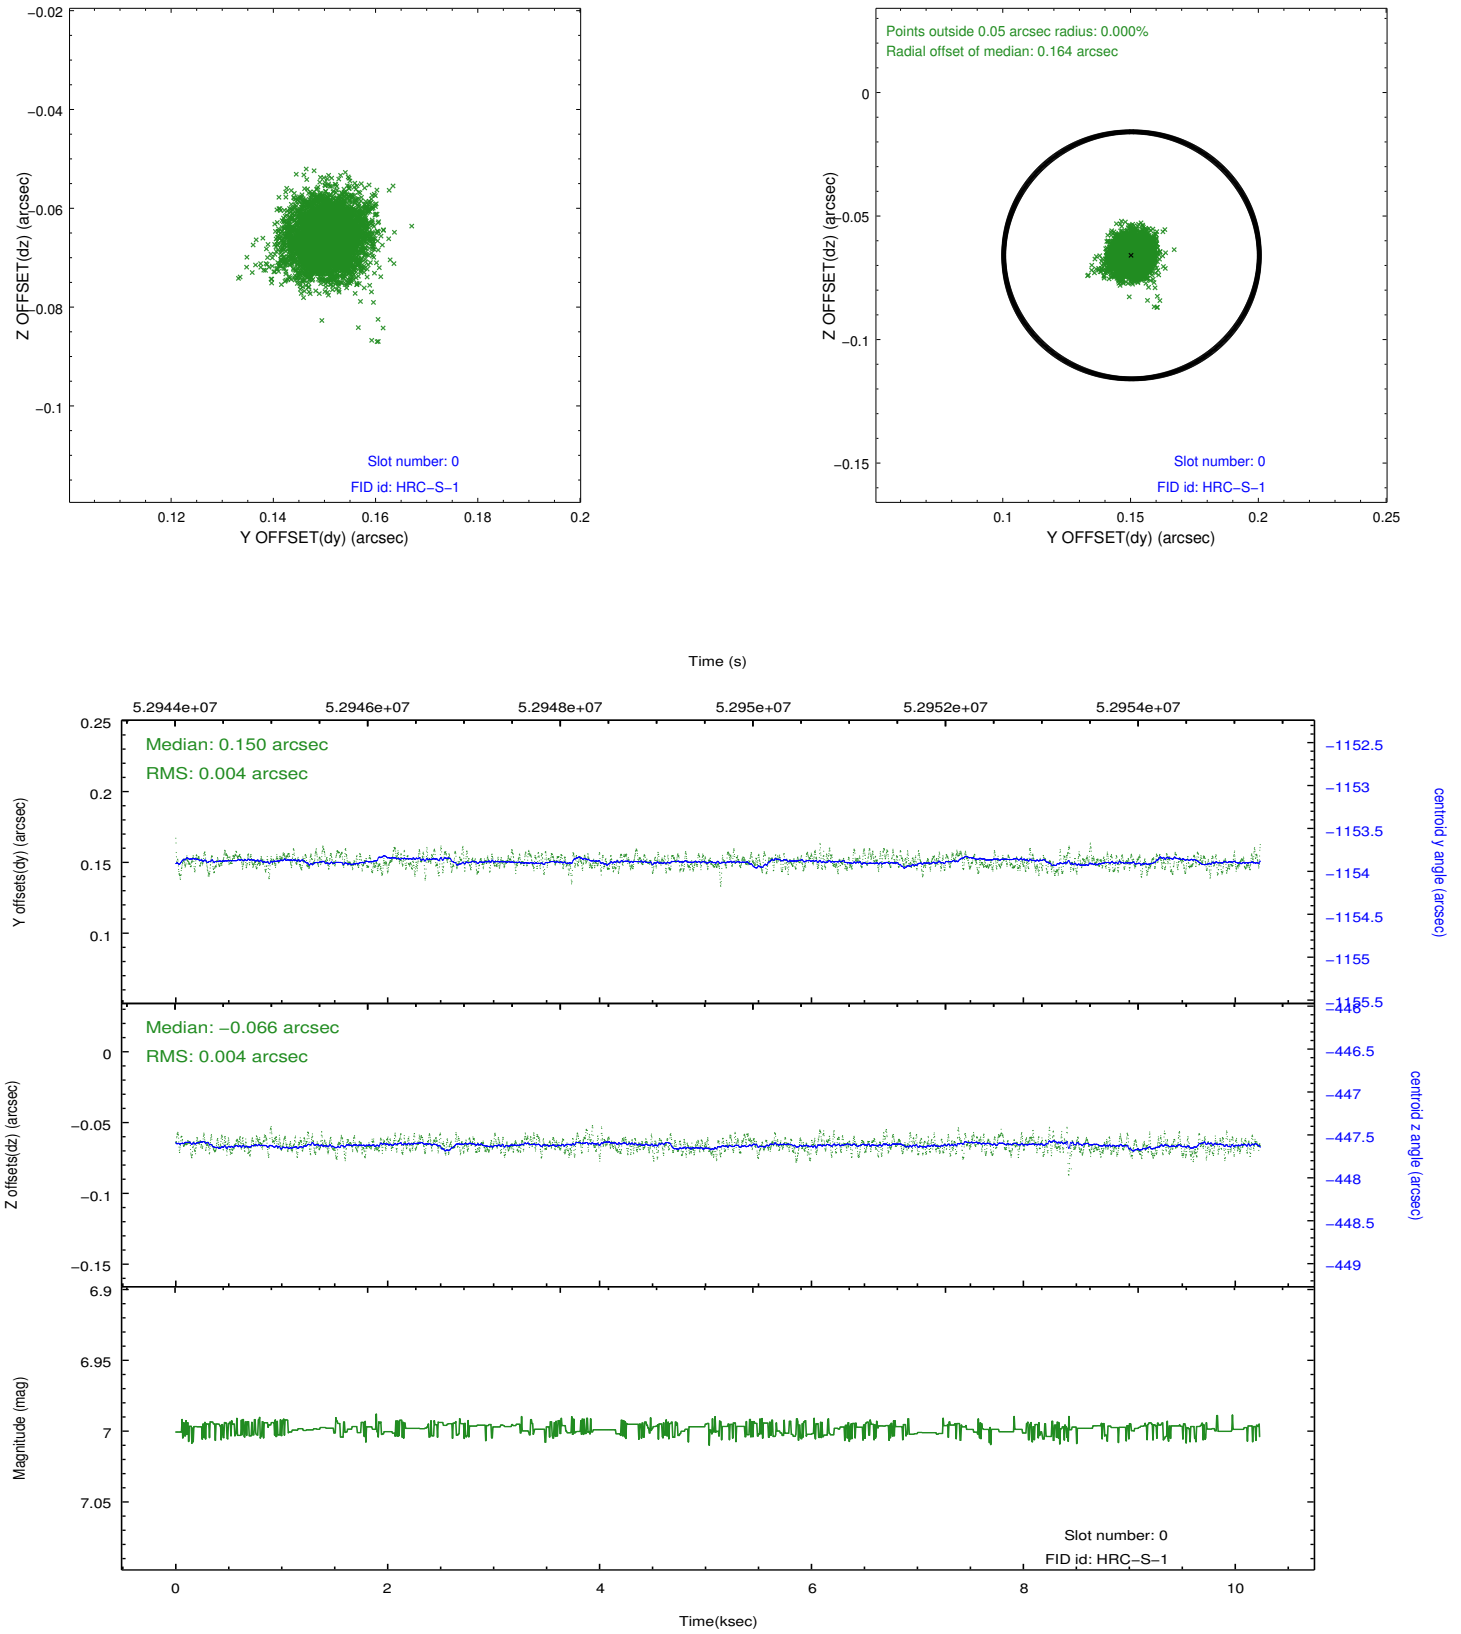 −0.02
−0.04
−0.06
−0.08
−0.1
Z OFFSET(dz) (arcsec)
Slot number: 0
FID id: HRC−S−1
0.12 0.14 0.16 0.18 0.2
Y OFFSET(dy) (arcsec)
Points outside 0.05 arcsec radius: 0.000%
Radial offset of median: 0.164 arcsec
0
−0.05
−0.1
−0.15
Z OFFSET(dz) (arcsec)
Slot number: 0
FID id: HRC−S−1
0.1 0.15 0.2 0.25
Y OFFSET(dy) (arcsec)
Time (s)
5.2944e+07 5.2946e+07 5.2948e+07 5.295e+07 5.2952e+07 5.2954e+07
Median: 0.150 arcsec
RMS: 0.004 arcsec
0.25
0.2
0.15
0.1
Y offsets(dy) (arcsec)
−1152.5
−1153
−1153.5
−1154
−1154.5
−1155
−1155.5
centroid y angle (arcsec)
Median: −0.066 arcsec
RMS: 0.004 arcsec
0
−0.05
−0.1
−0.15
Z offsets(dz) (arcsec)
−446
−446.5
−447
−447.5
−448
−448.5
−449
centroid z angle (arcsec)
6.9
6.95
7
7.05
Magnitude (mag)
Slot number: 0
FID id: HRC−S−1
0 2 4 6 8 10
Time(ksec)